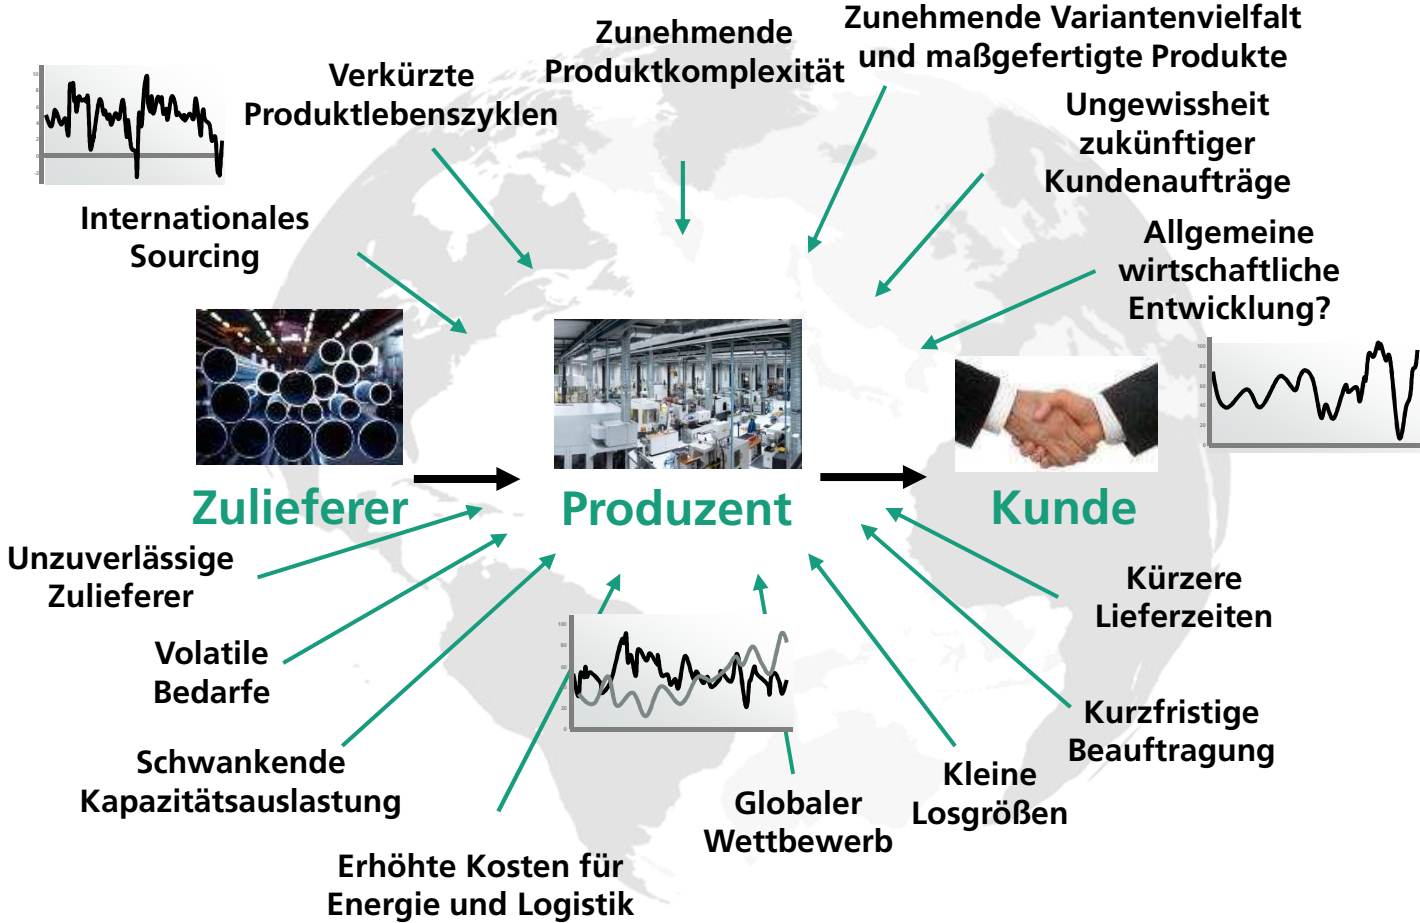 Zunehmende Variantenvielfalt
und maßgefertigte Produkte
Zunehmende
Produktkomplexität
Verkürzte
Produktlebenszyklen
Ungewissheit
zukünftiger
Kundenaufträge
Internationales
Sourcing
Allgemeine
wirtschaftliche
Entwicklung?
Zulieferer
Produzent
Kunde
Unzuverlässige
Zulieferer
Kürzere
Lieferzeiten
Volatile
Bedarfe
Kurzfristige
Beauftragung
Schwankende
Kapazitätsauslastung
Kleine
Losgrößen
Globaler
Wettbewerb
Erhöhte Kosten für
Energie und Logistik